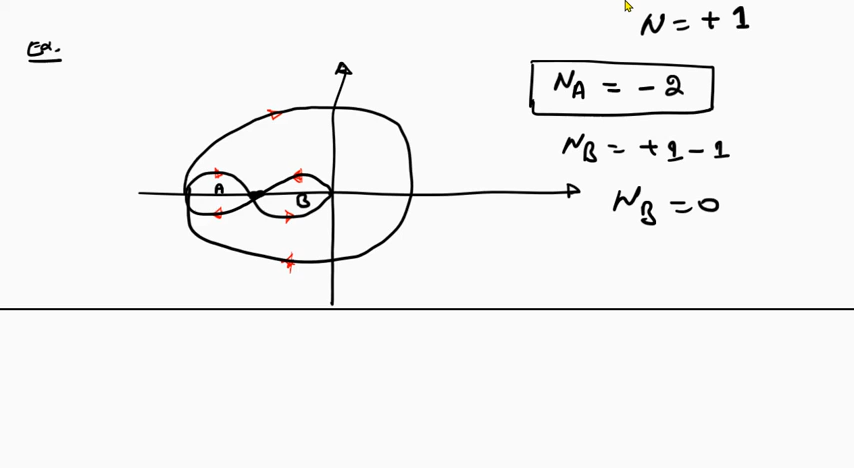 Ex.
N = + 1
N_A = - 2
N_B = + 1 - 1
N_B = 0
A
B